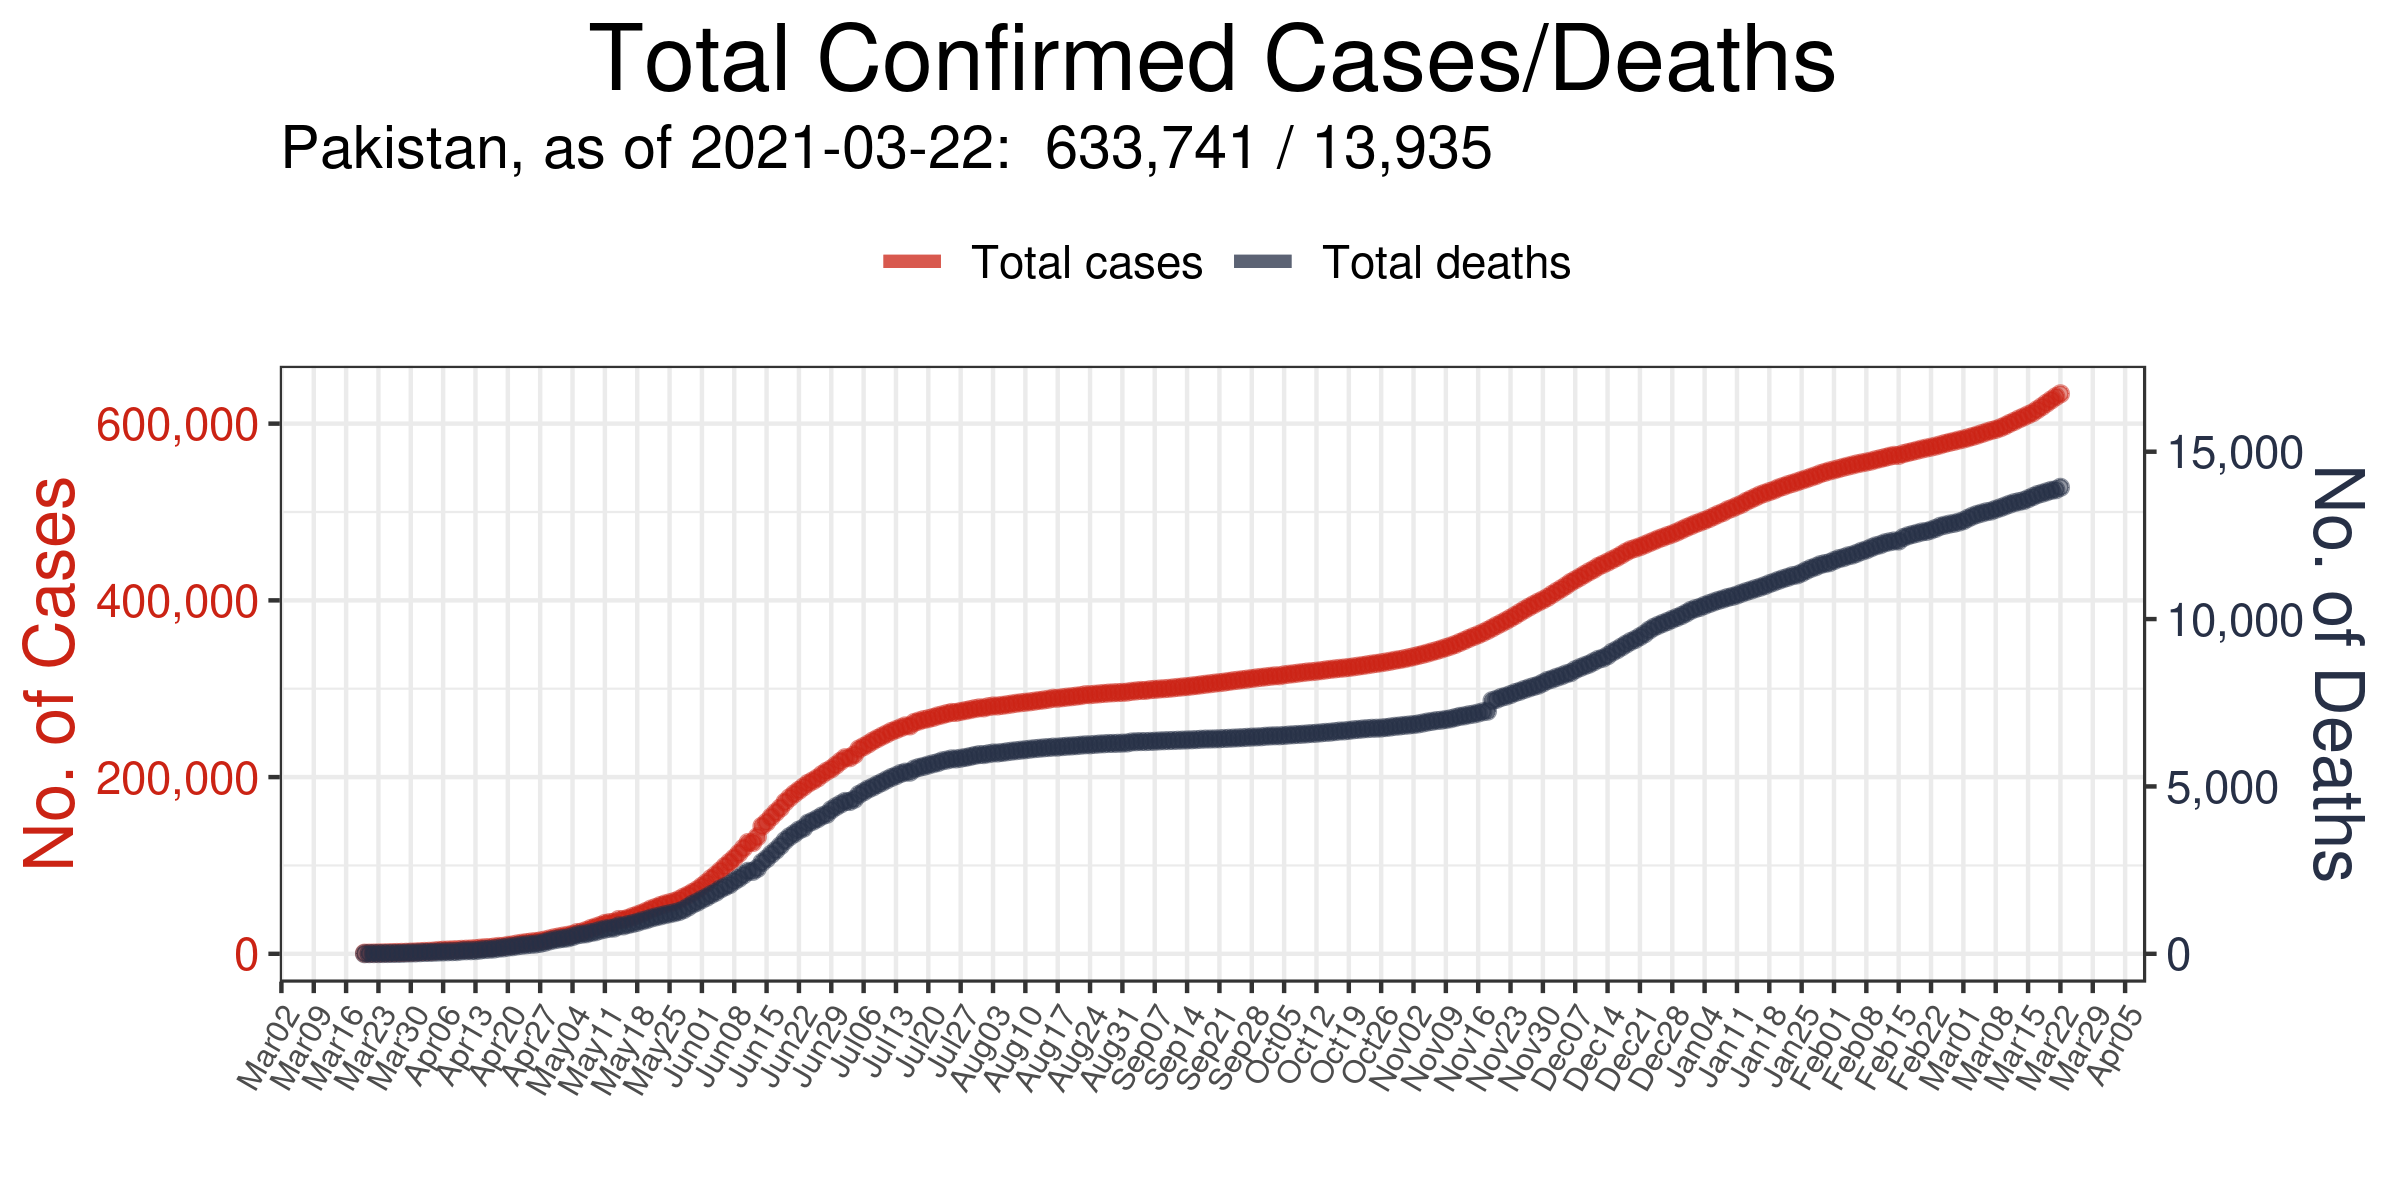 Total Confirmed Cases/Deaths
Pakistan, as of 2021-03-22:  633,741 / 13,935
Total cases
Total deaths
No. of Cases
600,000
400,000
200,000
0
15,000
10,000
5,000
0
No. of Deaths
Mar02
Mar09
Mar16
Mar23
Mar30
Apr06
Apr13
Apr20
Apr27
May04
May11
May18
May25
Jun01
Jun08
Jun15
Jun22
Jun29
Jul06
Jul13
Jul20
Jul27
Aug03
Aug10
Aug17
Aug24
Aug31
Sep07
Sep14
Sep21
Sep28
Oct05
Oct12
Oct19
Oct26
Nov02
Nov09
Nov16
Nov23
Nov30
Dec07
Dec14
Dec21
Dec28
Jan04
Jan11
Jan18
Jan25
Feb01
Feb08
Feb15
Feb22
Mar01
Mar08
Mar15
Mar22
Mar29
Apr05